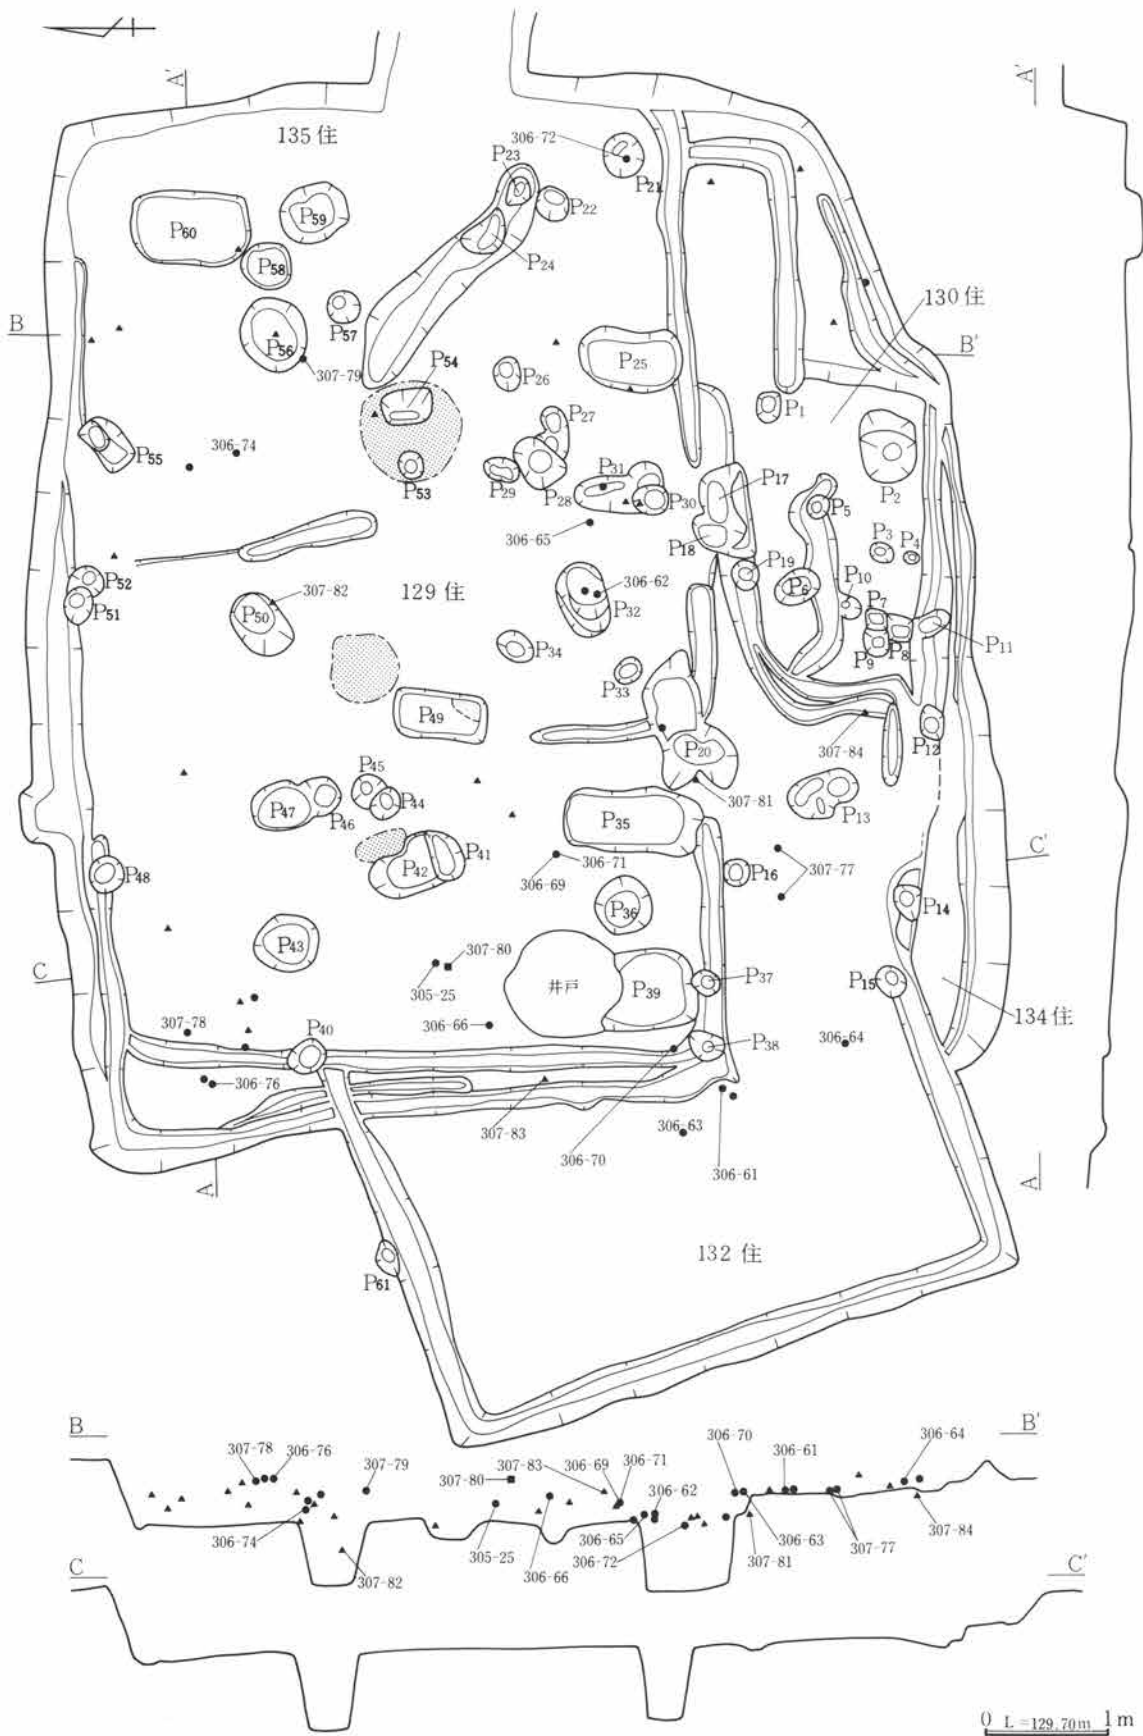 A'
A'
135住
306-72
P23
P21
P22
P59
P60
P24
P58
130住
B
P57
B'
P56
P25
307-79
P54
P26
P1
P27
306-74
P55
P31
P17
P53
P29
P28
P30
P2
P5
306-65
P18
P3
P4
P52
P19
306-62
129住
P6
P10
307-82
P51
P50
P32
P7
P34
P9
P8
P11
P33
P49
P12
P20
307-84
P45
307-81
P47
P44
P13
P46
P35
C'
P41
306-71
307-77
P42
P48
306-69
P16
P36
P14
P43
307-80
C
井戸
P39
P37
P15
305-25
134住
307-78
P40
306-66
P38
306-64
306-76
306-63
307-83
306-70
306-61
A
A
132住
P61
B
B'
307-78
306-76
307-79
307-80
307-83
306-69
306-71
306-62
306-70
306-61
306-64
306-74
307-82
305-25
306-66
306-65
306-72
307-81
306-63
307-77
307-84
C
C'
0 L=129.70m 1m